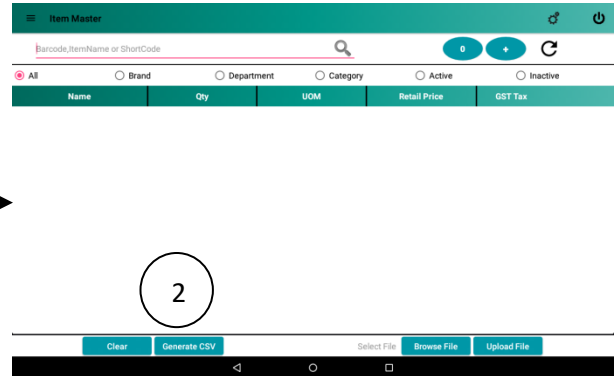 Item Master
Barcode,ItemName or ShortCode 0 +
All Brand Department Category Active Inactive
Name Qty UOM Retail Price GST Tax
2
Clear Generate CSV Select File Browse File Upload File